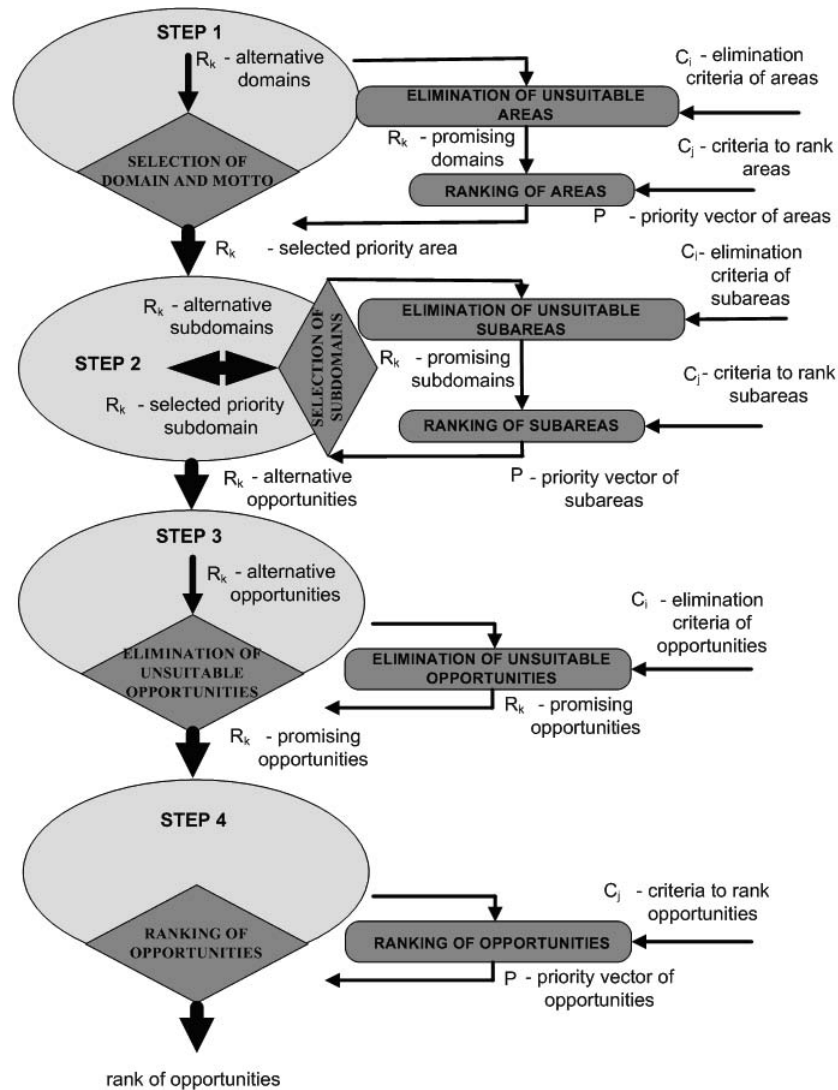 STEP 1
Rk - alternative
domains
Ci - elimination
criteria of areas
ELIMINATION OF UNSUITABLE
AREAS
Rk - promising
domains
Cj - criteria to rank
areas
SELECTION OF
DOMAIN AND MOTTO
RANKING OF AREAS
P - priority vector of areas
Rk - selected priority area
Ci - elimination
criteria of
subareas
Rk - alternative
subdomains
SELECTION OF
SUBDOMAINS
ELIMINATION OF UNSUITABLE
SUBAREAS
STEP 2
Rk - promising
subdomains
Cj - criteria to rank
subareas
Rk - selected priority
subdomain
RANKING OF SUBAREAS
Rk - alternative
opportunities
P - priority vector of
subareas
STEP 3
Rk - alternative
opportunities
Ci - elimination
criteria of
opportunities
ELIMINATION OF
UNSUITABLE
OPPORTUNITIES
ELIMINATION OF UNSUITABLE
OPPORTUNITIES
Rk - promising
opportunities
Rk - promising
opportunities
STEP 4
Cj - criteria to rank
opportunities
RANKING OF
OPPORTUNITIES
RANKING OF OPPORTUNITIES
P - priority vector of
opportunities
rank of opportunities